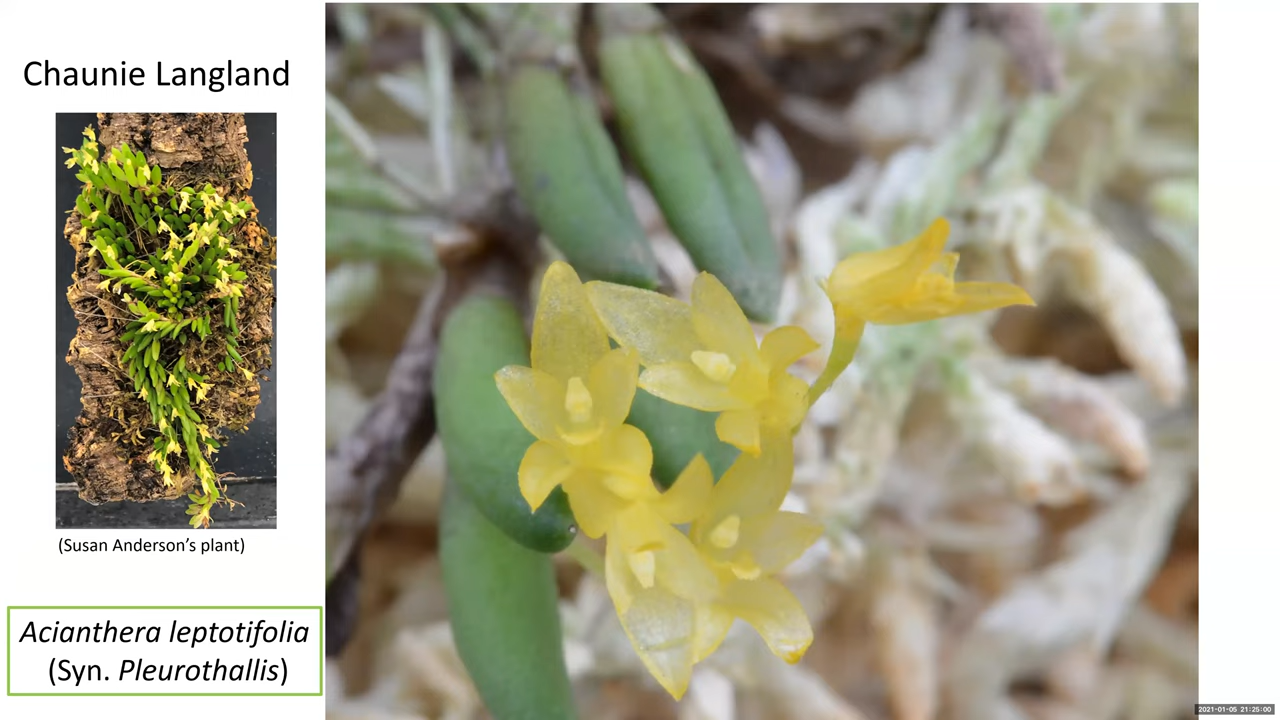 Chaunie Langland
(Susan Anderson’s plant)
Acianthera leptotifolia
(Syn. Pleurothallis)
2021-01-05 21:25:00